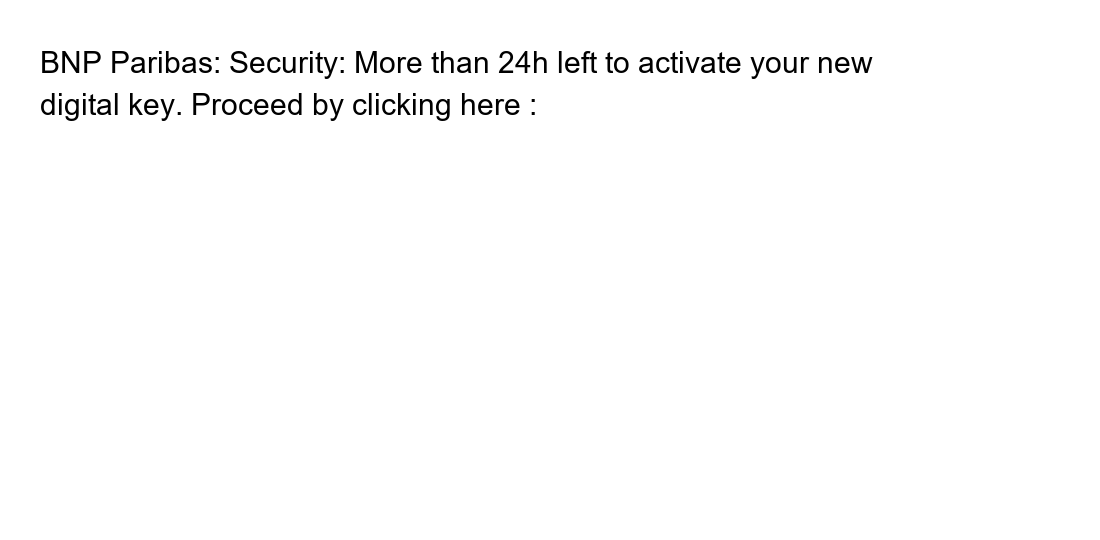 BNP Paribas: Security: More than 24h left to activate your new
digital key. Proceed by clicking here :